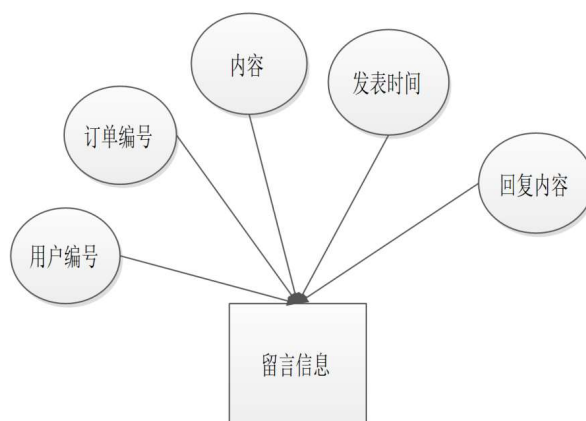 内容
发表时间
订单编号
回复内容
用户编号
留言信息